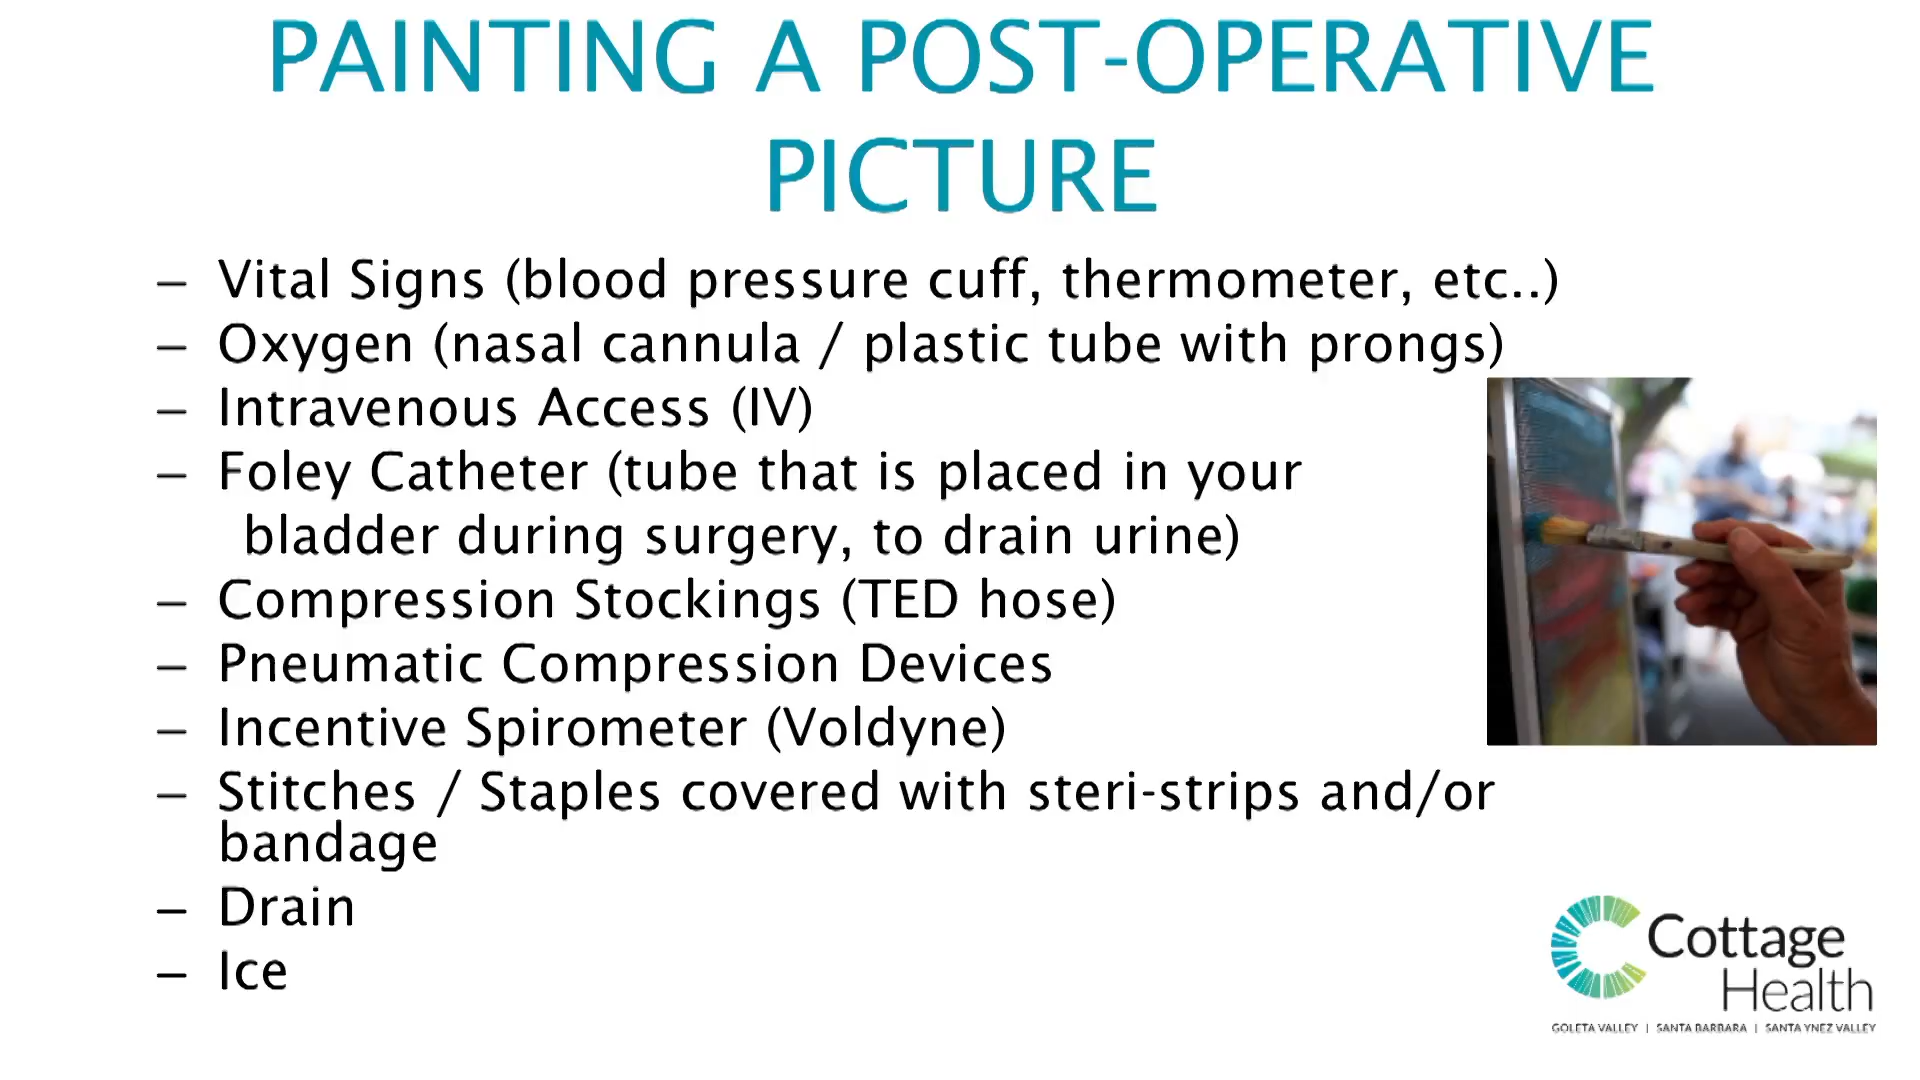 PAINTING A POST-OPERATIVE
PICTURE
– Vital Signs (blood pressure cuff, thermometer, etc..)
– Oxygen (nasal cannula / plastic tube with prongs)
– Intravenous Access (IV)
– Foley Catheter (tube that is placed in your
bladder during surgery, to drain urine)
– Compression Stockings (TED hose)
– Pneumatic Compression Devices
– Incentive Spirometer (Voldyne)
– Stitches / Staples covered with steri-strips and/or
bandage
– Drain
– Ice
Cottage
Health
GOLETA VALLEY | SANTA BARBARA | SANTA YNEZ VALLEY